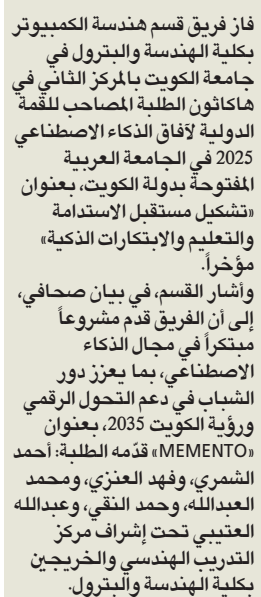 فاز فريق قسم هندسة الكمبيوتر
بكلية الهندسة والبترول في
جامعة الكويت بالمركز الثاني في
هاكاثون الطلبة المصاحب للقمة
الدولية لآفاق الذكاء الاصطناعي
2025 في الجامعة العربية
المفتوحة بدولة الكويت، بعنوان
«تشكيل مستقبل الاستدامة
والتعليم والابتكارات الذكية»
مؤخراً.
وأشار القسم، في بيان صحافي،
إلى أن الفريق قدم مشروعاً
مبتكراً في مجال الذكاء
الاصطناعي، بما يعزز دور
الشباب في دعم التحول الرقمي
ورؤية الكويت 2035، بعنوان
«MEMENTO» قدّمه الطلبة: أحمد
الشمري، وفهد العنزي، ومحمد
العبدالله، وحمد النقي، وعبدالله
العتيبي تحت إشراف مركز
التدريب الهندسي والخريجين
بكلية الهندسة والبترول.